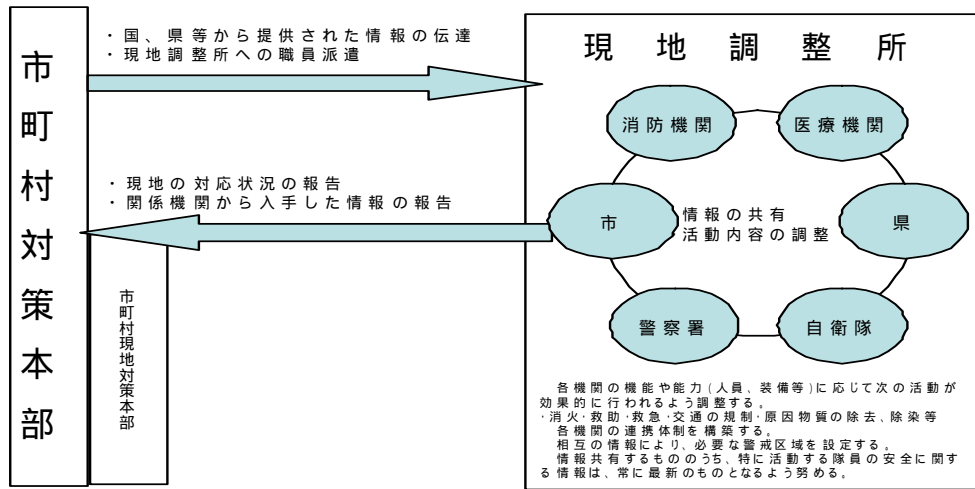 市町村対策本部
・国、県等から提供された情報の伝達
・現地調整所への職員派遣
・現地の対応状況の報告
・関係機関から入手した情報の報告
市町村現地対策本部
現地調整所
消防機関
医療機関
市
情報の共有
活動内容の調整
県
警察署
自衛隊
各機関の機能や能力(人員、装備等)に応じて次の活動が
効果的に行われるよう調整する。
・消火・救助・救急・交通の規制・原因物質の除去、除染等
各機関の連携体制を構築する。
相互の情報により、必要な警戒区域を設定する。
情報共有するもののうち、特に活動する隊員の安全に関す
る情報は、常に最新のものとなるよう努める。